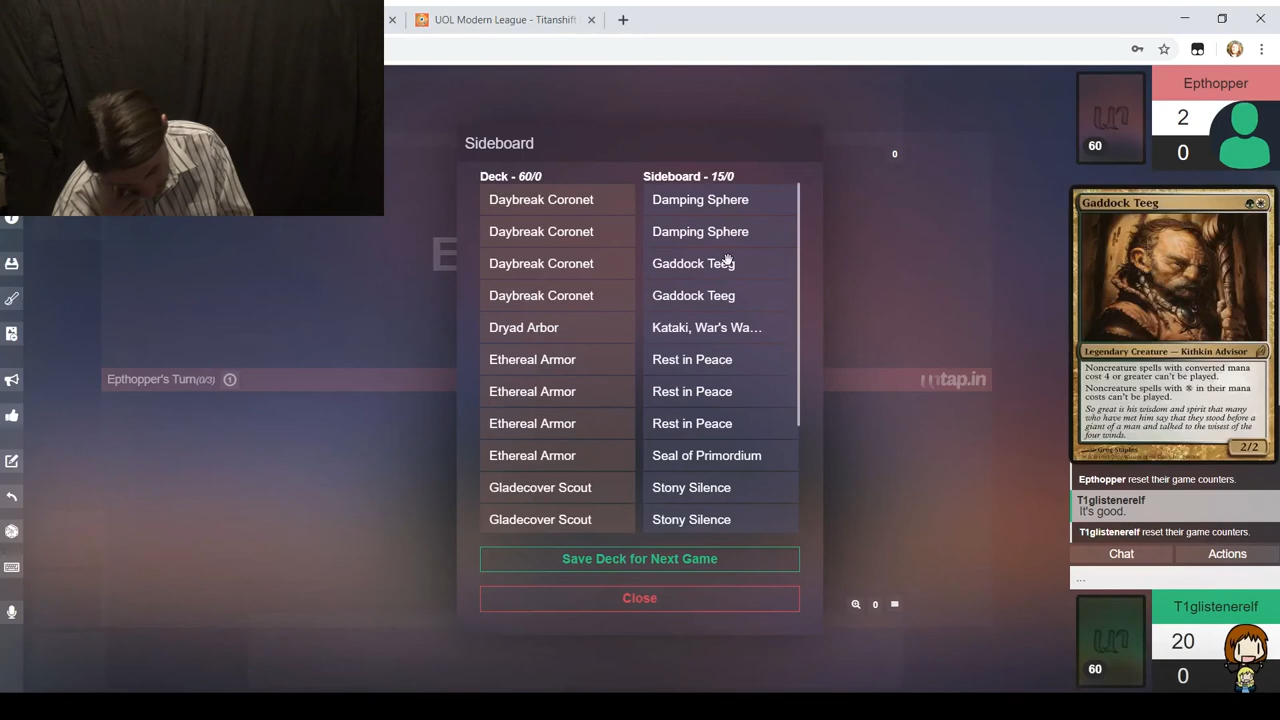 UOL Modern League - Titanshift
Epthopper
2
0
60
Sideboard
0
Deck - 60/0
Sideboard - 15/0
Daybreak Coronet
Damping Sphere
Daybreak Coronet
Damping Sphere
Daybreak Coronet
Gaddock Teeg
Daybreak Coronet
Gaddock Teeg
Dryad Arbor
Kataki, War's Wa...
Ethereal Armor
Rest in Peace
Ethereal Armor
Rest in Peace
Ethereal Armor
Rest in Peace
Ethereal Armor
Seal of Primordium
Gladecover Scout
Stony Silence
Gladecover Scout
Stony Silence
Save Deck for Next Game
Close
E
Epthopper's Turn(0/3) 1
untap.in
0
Gaddock Teeg
Legendary Creature — Kithkin Advisor
Noncreature spells with converted mana
cost 4 or greater can't be played.
Noncreature spells with X in their mana
costs can't be played.
So great is his wisdom and spirit that many
who have met him say that they stood before a
giant of a man and talked to the wisest of the
four winds.
2/2
Epthopper reset their game counters.
T1glistenerelf
It's good.
T1glistenerelf reset their game counters.
Chat
Actions
...
T1glistenerelf
20
0
60